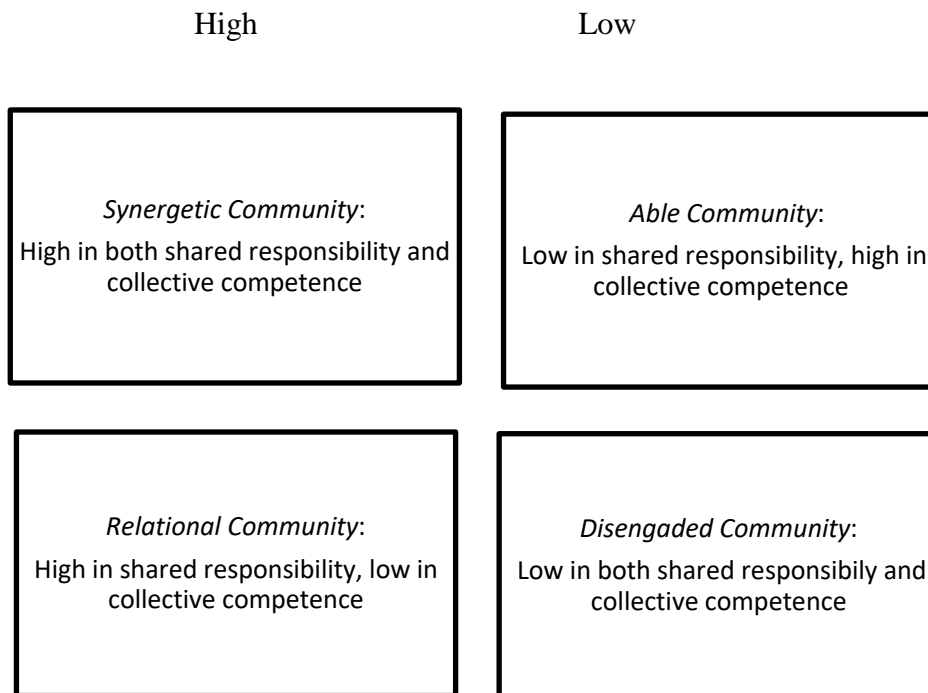 High Low
Synergetic Community:
High in both shared responsibility and
collective competence
Able Community:
Low in shared responsibility, high in
collective competence
Relational Community:
High in shared responsibility, low in
collective competence
Disengaded Community:
Low in both shared responsibily and
collective competence